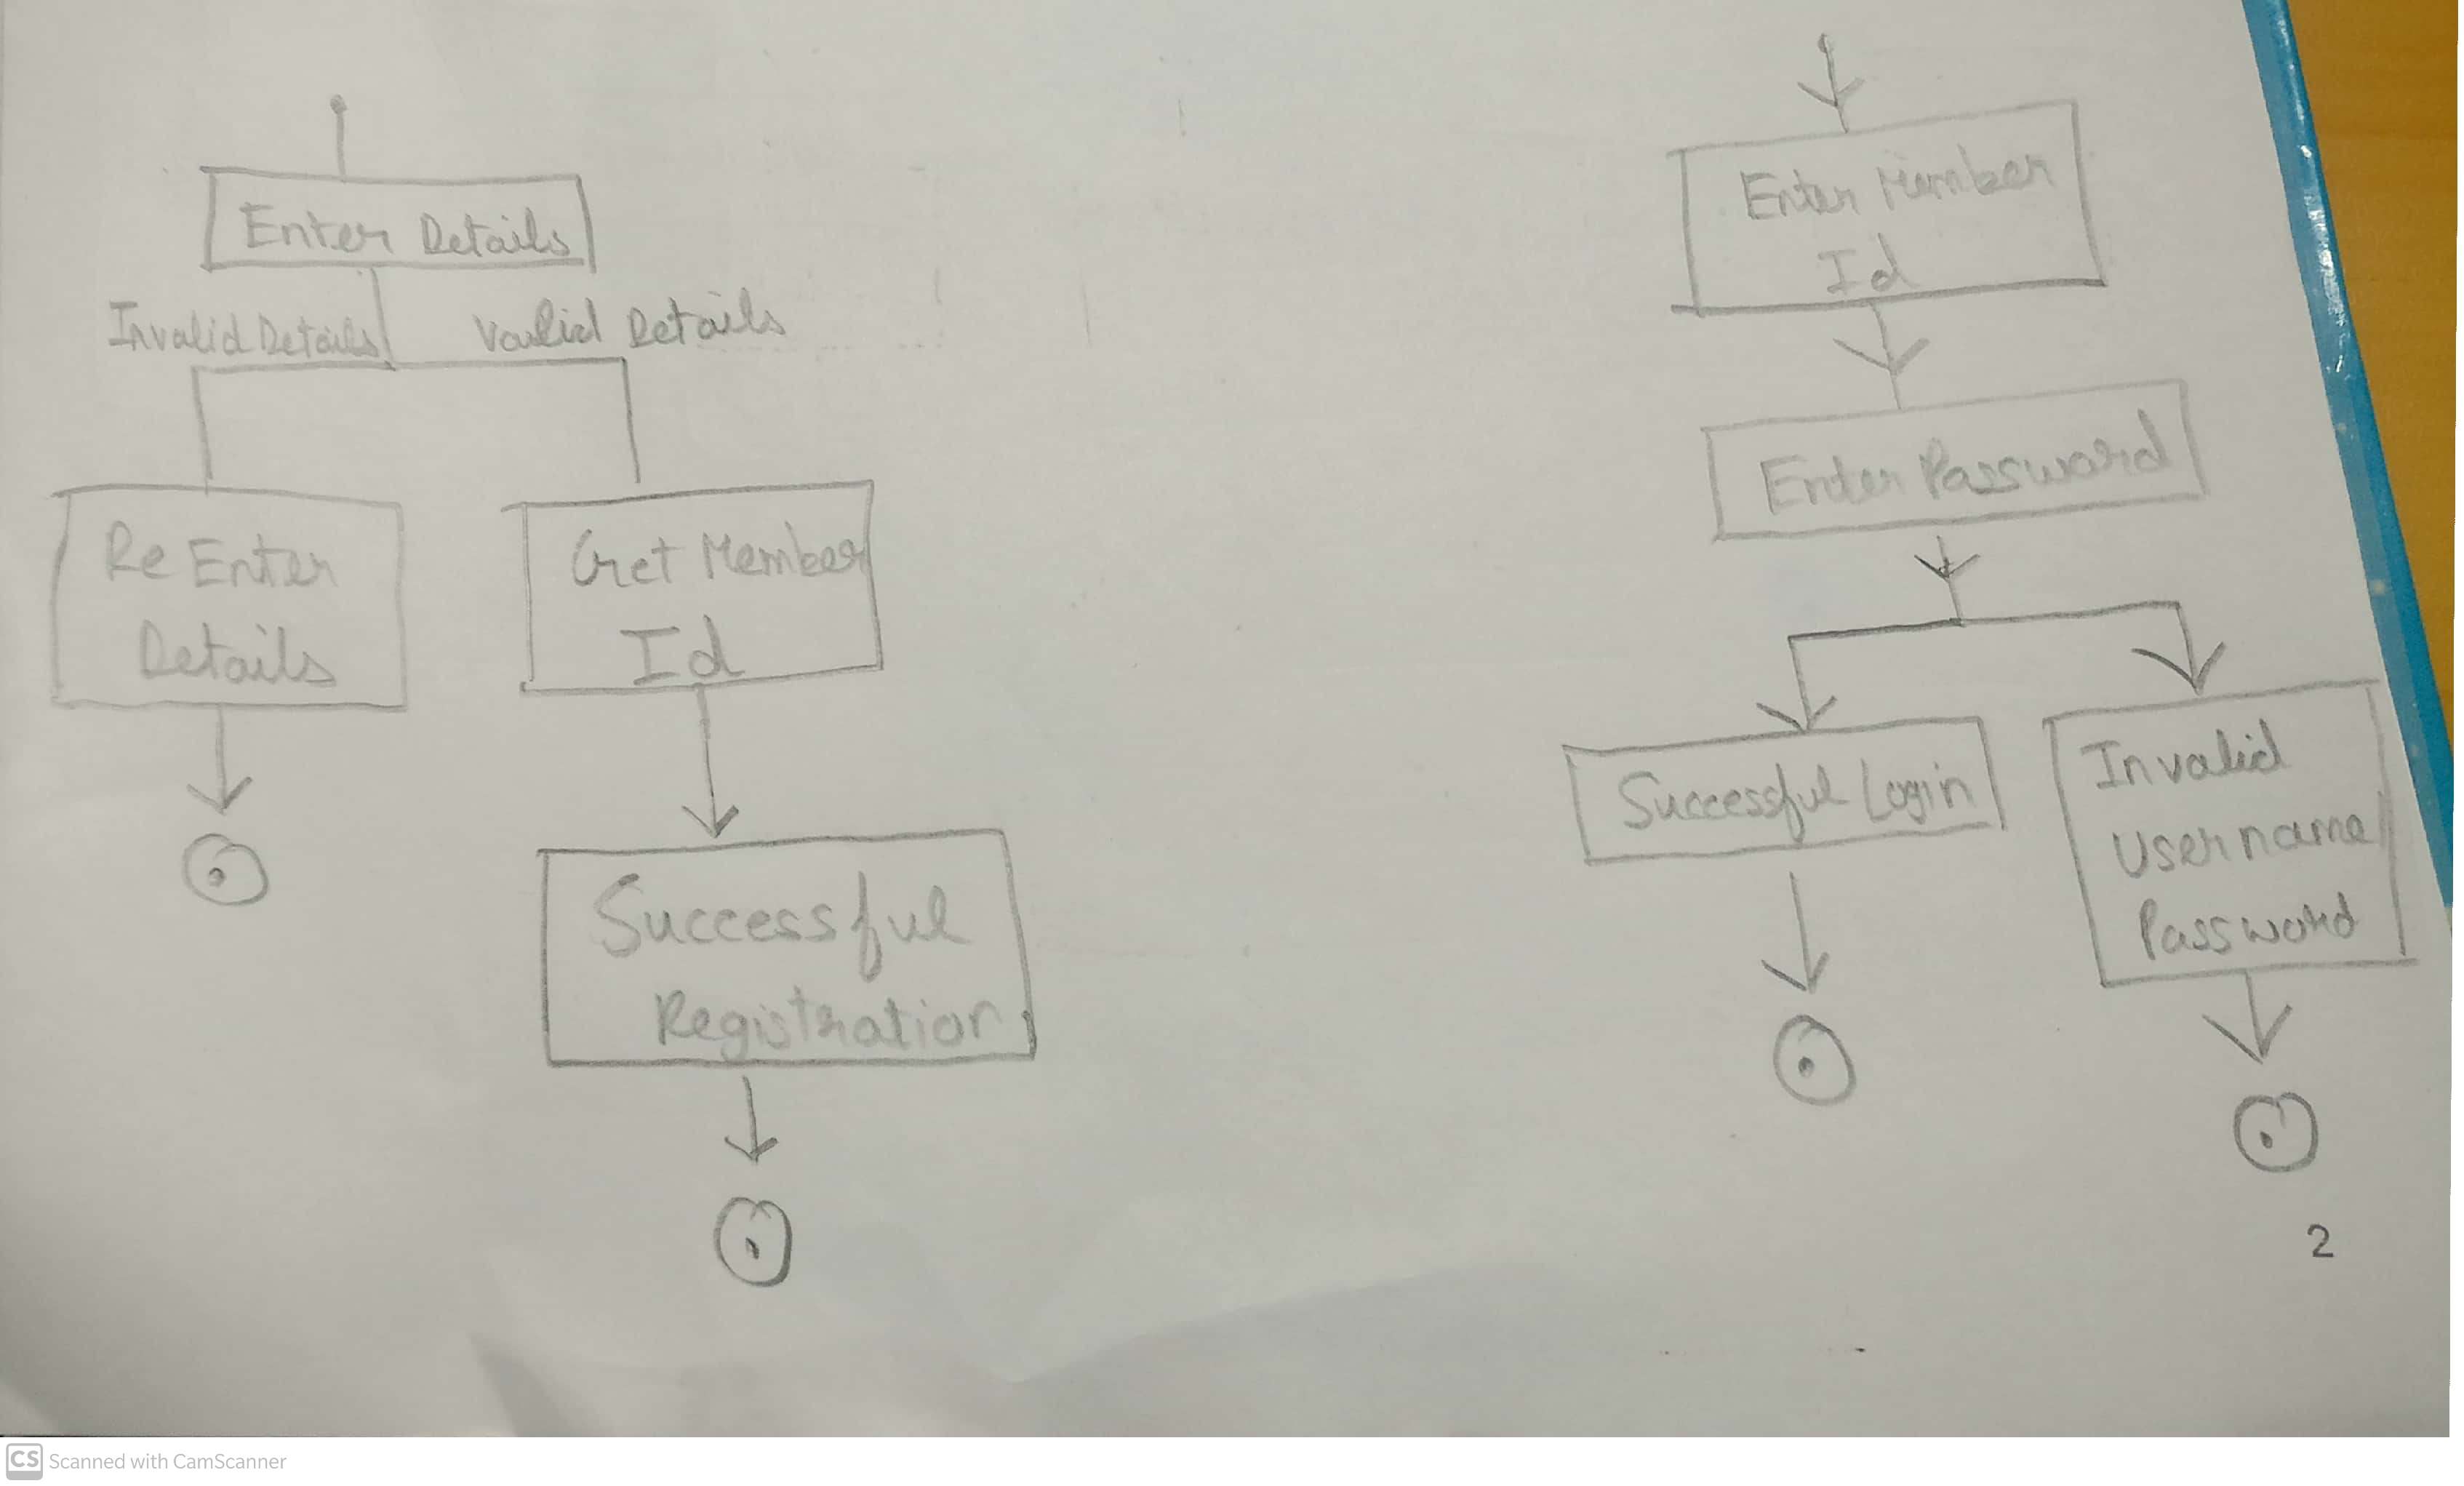 Enter Details
Invalid Details
Valid Details
Re Enter
Details
Get Member
Id
Successful
Registration
Enter Member
Id
Enter Password
Successful Login
Invalid
Username
Password
2
CS Scanned with CamScanner